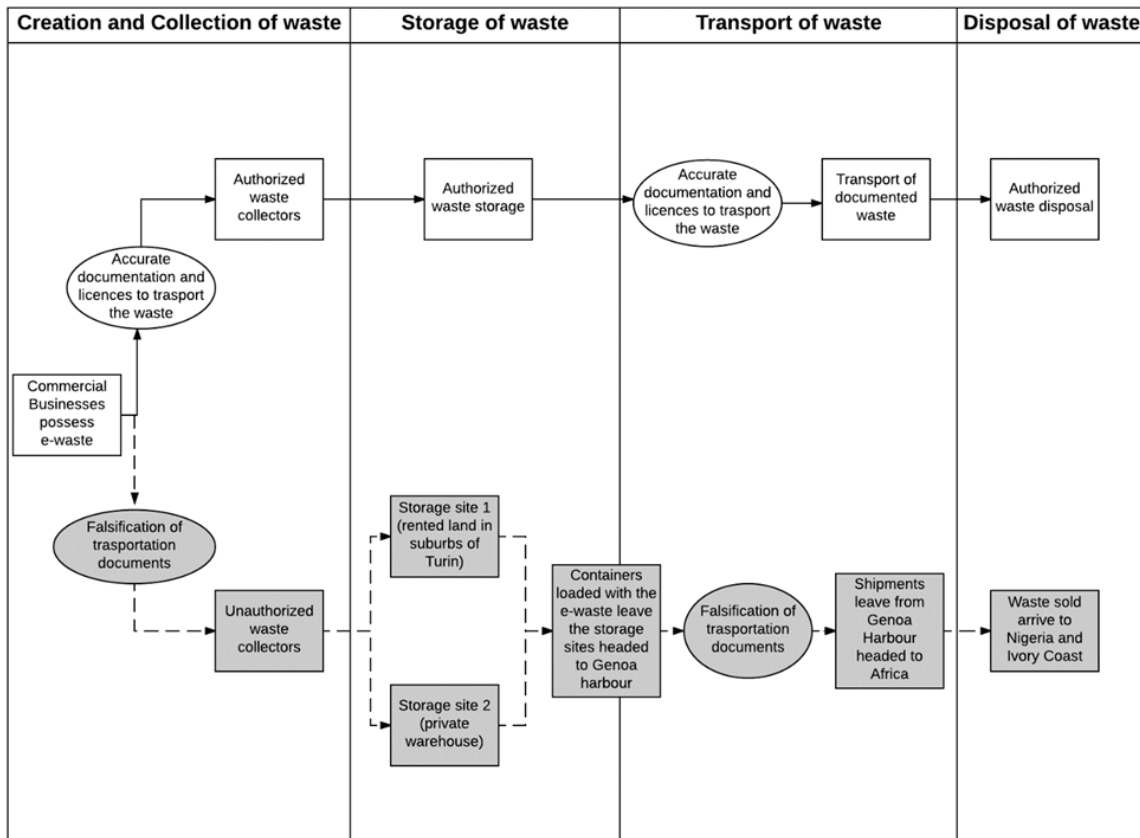 Creation and Collection of waste
Storage of waste
Transport of waste
Disposal of waste
Authorized
waste
collectors
Authorized
waste storage
Accurate
documentation and
licences to trasport
the waste
Transport of
documented
waste
Authorized
waste disposal
Accurate
documentation and
licences to trasport
the waste
Commercial
Businesses
possess
e-waste
Falsification of
trasportation
documents
Unauthorized
waste
collectors
Storage site 1
(rented land in
suburbs of
Turin)
Storage site 2
(private
warehouse)
Containers
loaded with the
e-waste leave
the storage
sites headed
to Genoa
harbour
Falsification of
trasportation
documents
Shipments
leave from
Genoa
Harbour
headed to
Africa
Waste sold
arrive to
Nigeria and
Ivory Coast